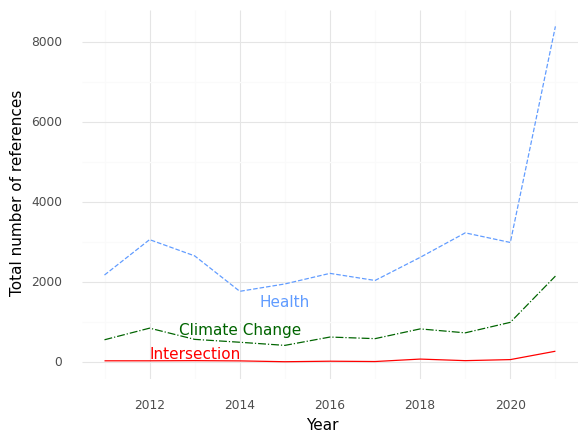 8000
6000
4000
2000
0
Total number of references
Health
Climate Change
Intersection
2012 2014 2016 2018 2020
Year